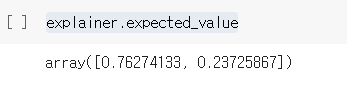 [ ] explainer.expected_value
array([0.76274133, 0.23725867])